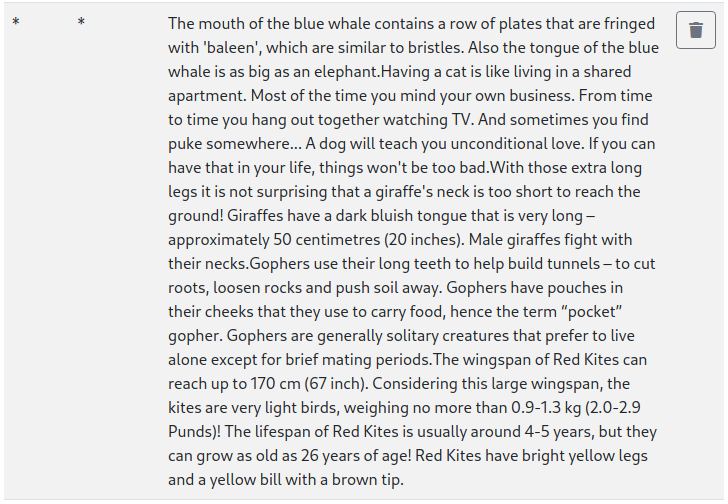 * * The mouth of the blue whale contains a row of plates that are fringed
with 'baleen', which are similar to bristles. Also the tongue of the blue
whale is as big as an elephant.Having a cat is like living in a shared
apartment. Most of the time you mind your own business. From time
to time you hang out together watching TV. And sometimes you find
puke somewhere... A dog will teach you unconditional love. If you can
have that in your life, things won't be too bad.With those extra long
legs it is not surprising that a giraffe's neck is too short to reach the
ground! Giraffes have a dark bluish tongue that is very long –
approximately 50 centimetres (20 inches). Male giraffes fight with
their necks.Gophers use their long teeth to help build tunnels – to cut
roots, loosen rocks and push soil away. Gophers have pouches in
their cheeks that they use to carry food, hence the term “pocket”
gopher. Gophers are generally solitary creatures that prefer to live
alone except for brief mating periods.The wingspan of Red Kites can
reach up to 170 cm (67 inch). Considering this large wingspan, the
kites are very light birds, weighing no more than 0.9-1.3 kg (2.0-2.9
Punds)! The lifespan of Red Kites is usually around 4-5 years, but they
can grow as old as 26 years of age! Red Kites have bright yellow legs
and a yellow bill with a brown tip.